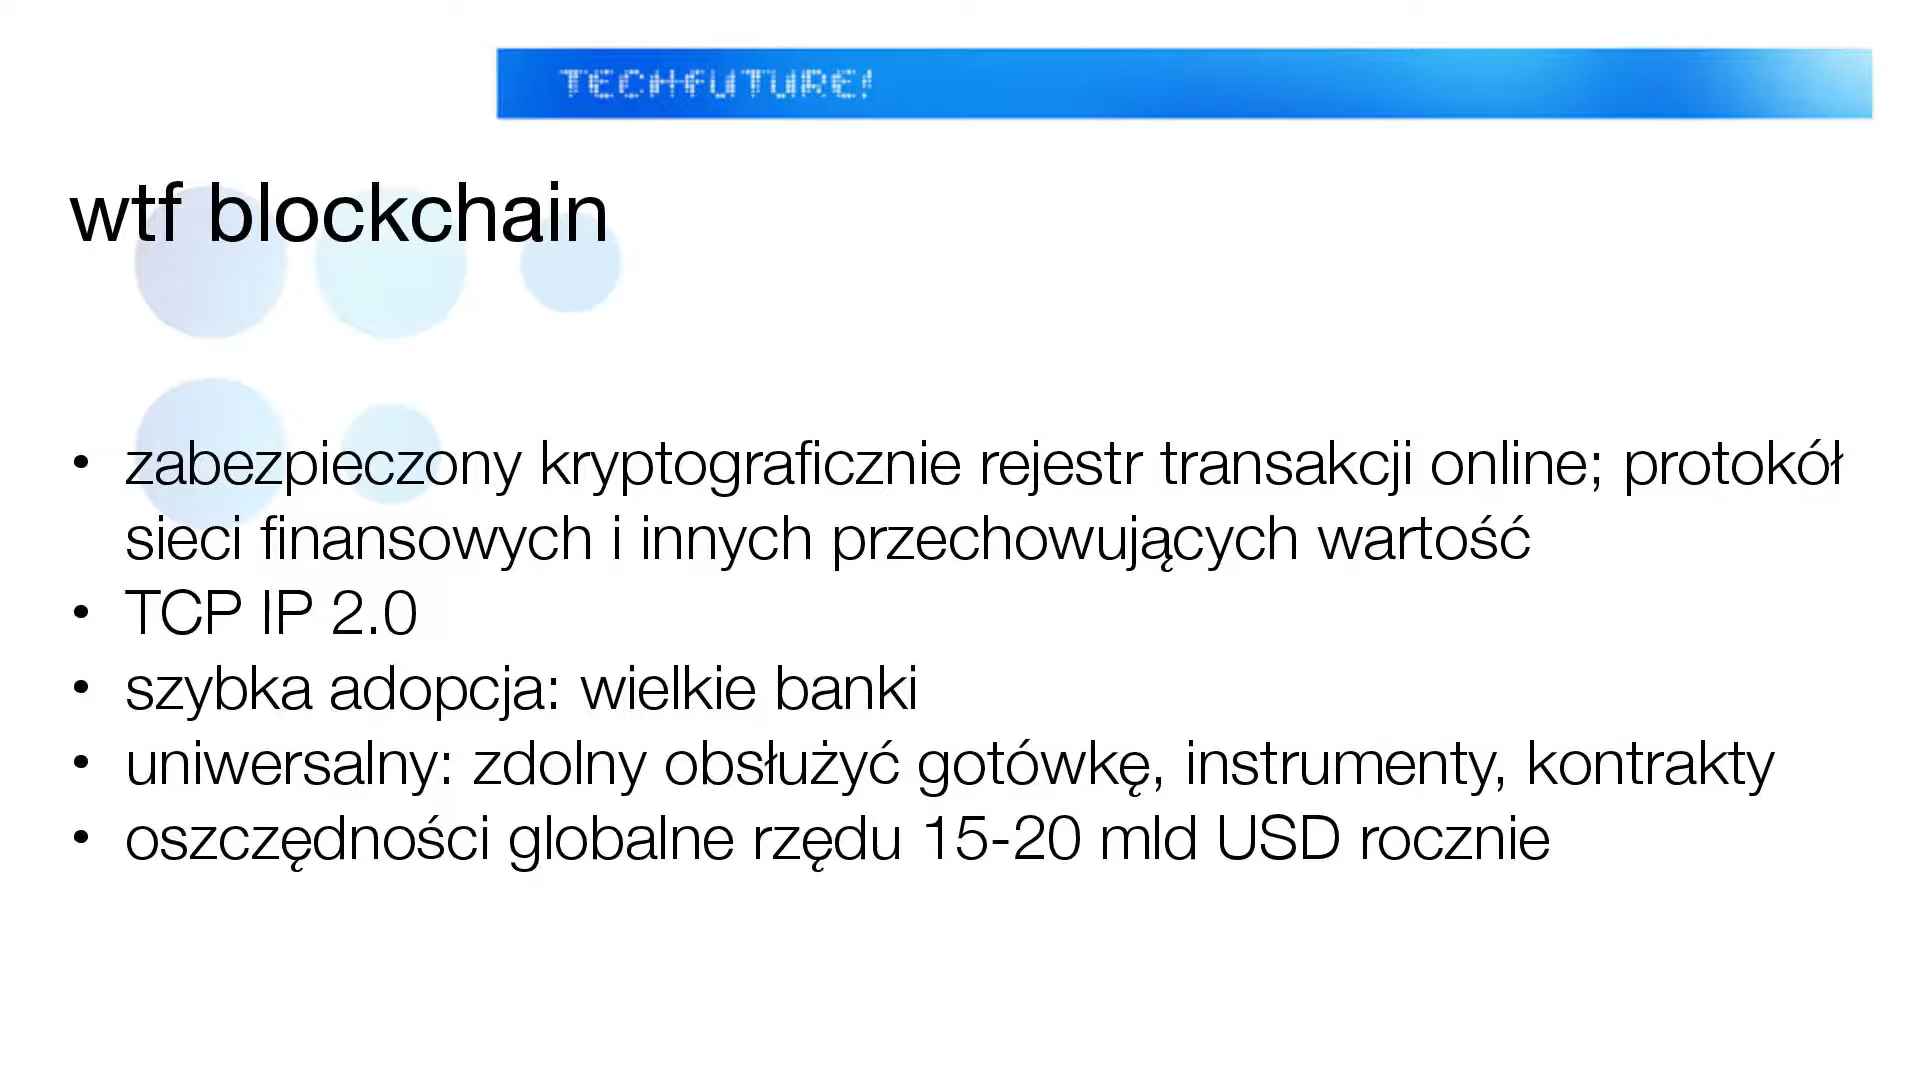 TECHFUTURE!
wtf blockchain
• zabezpieczony kryptograficznie rejestr transakcji online; protokół
sieci finansowych i innych przechowujących wartość
• TCP IP 2.0
• szybka adopcja: wielkie banki
• uniwersalny: zdolny obsłużyć gotówkę, instrumenty, kontrakty
• oszczędności globalne rzędu 15-20 mld USD rocznie